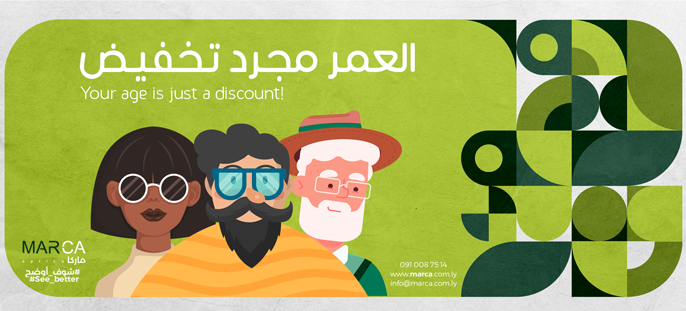 العمر مجرد تخفيض
Your age is just a discount!
MARCA
ماركا
optics
#شوف_أوضح
#See_better
091 008 75 14
www.marca.com.ly
info@marca.com.ly